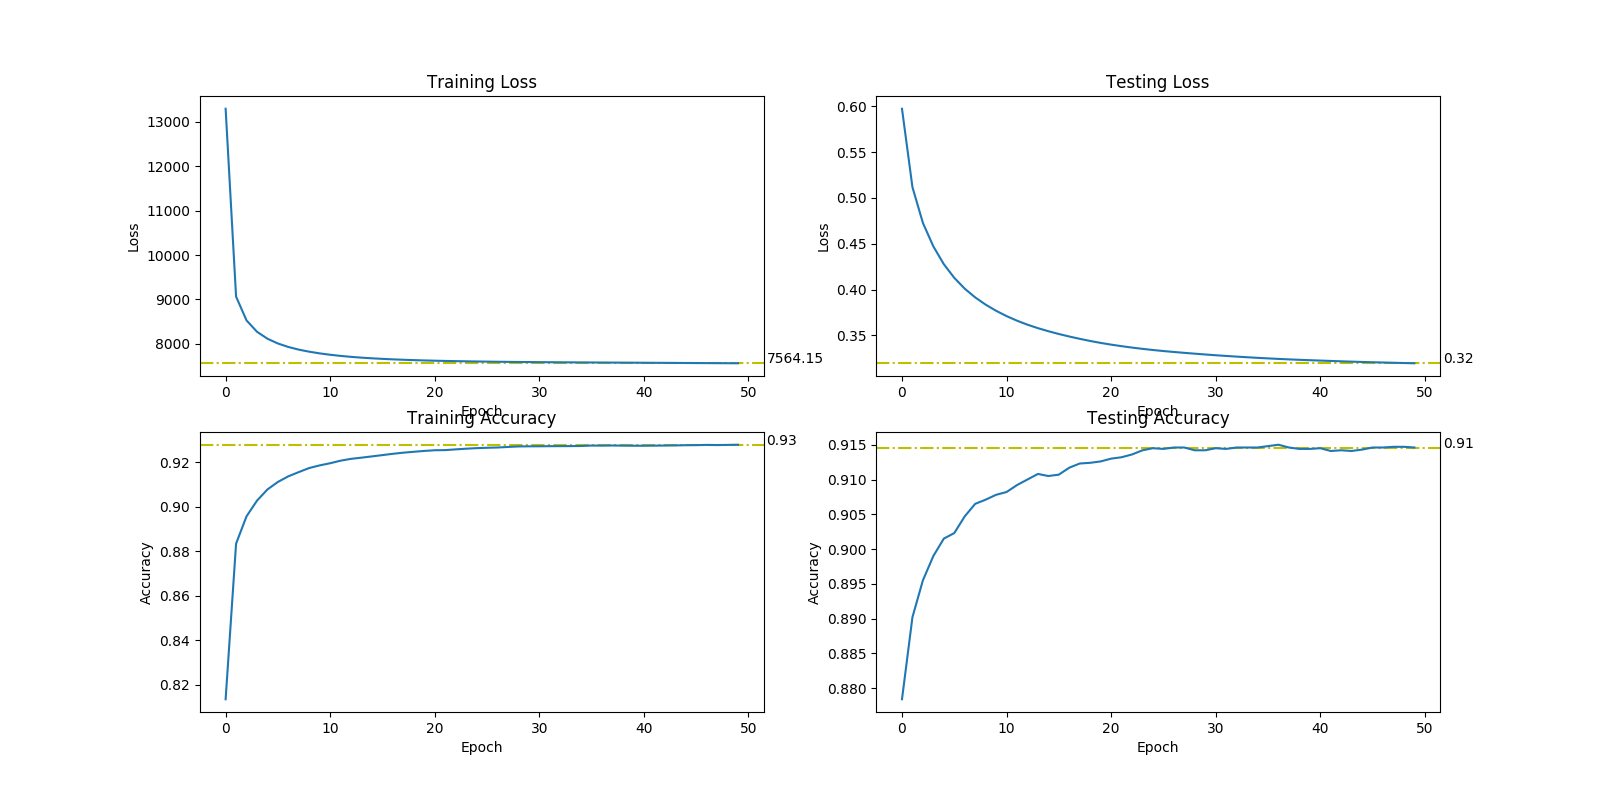 Training Loss
13000
12000
11000
10000
9000
8000
Loss
7564.15
0 10 20 30 40 50
Epoch
Testing Loss
0.60
0.55
0.50
0.45
0.40
0.35
Loss
0.32
0 10 20 30 40 50
Epoch
Training Accuracy
0.92
0.90
0.88
0.86
0.84
0.82
Accuracy
0.93
0 10 20 30 40 50
Epoch
Testing Accuracy
0.915
0.910
0.905
0.900
0.895
0.890
0.885
0.880
Accuracy
0.91
0 10 20 30 40 50
Epoch